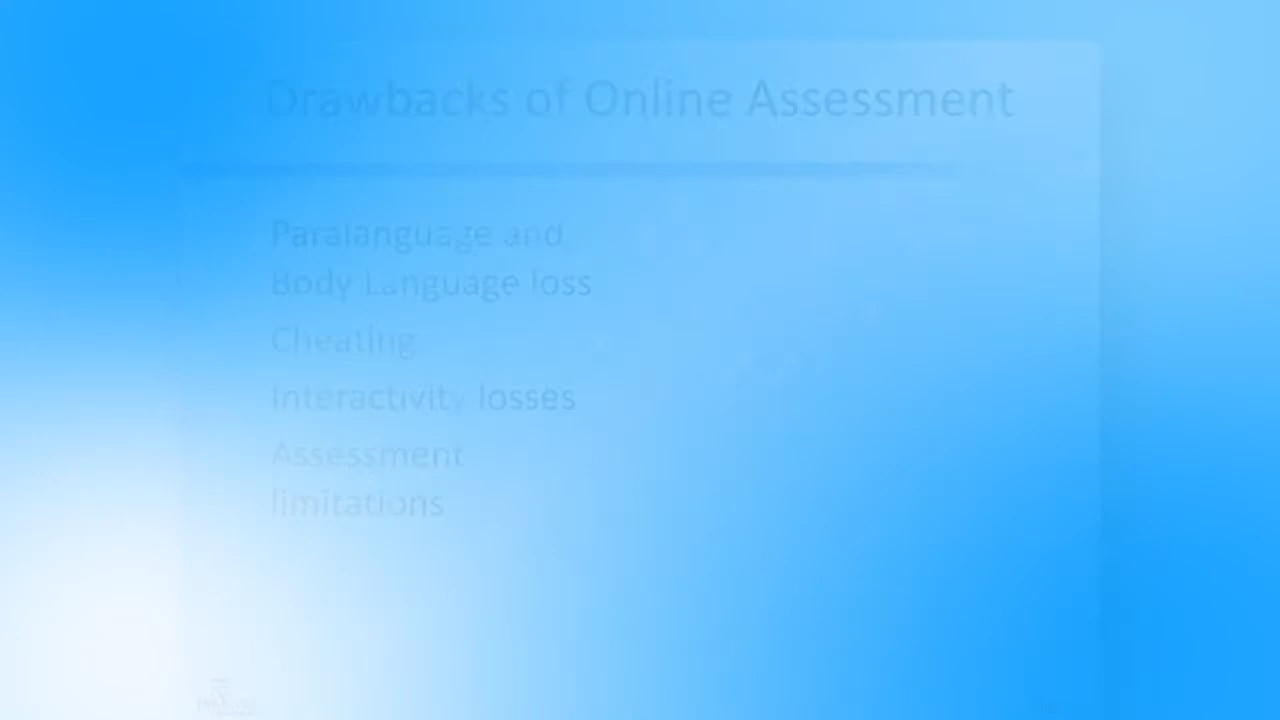 Drawbacks of Online Assessment
Paralanguage and
Body Language loss
Cheating
Interactivity losses
Assessment
limitations